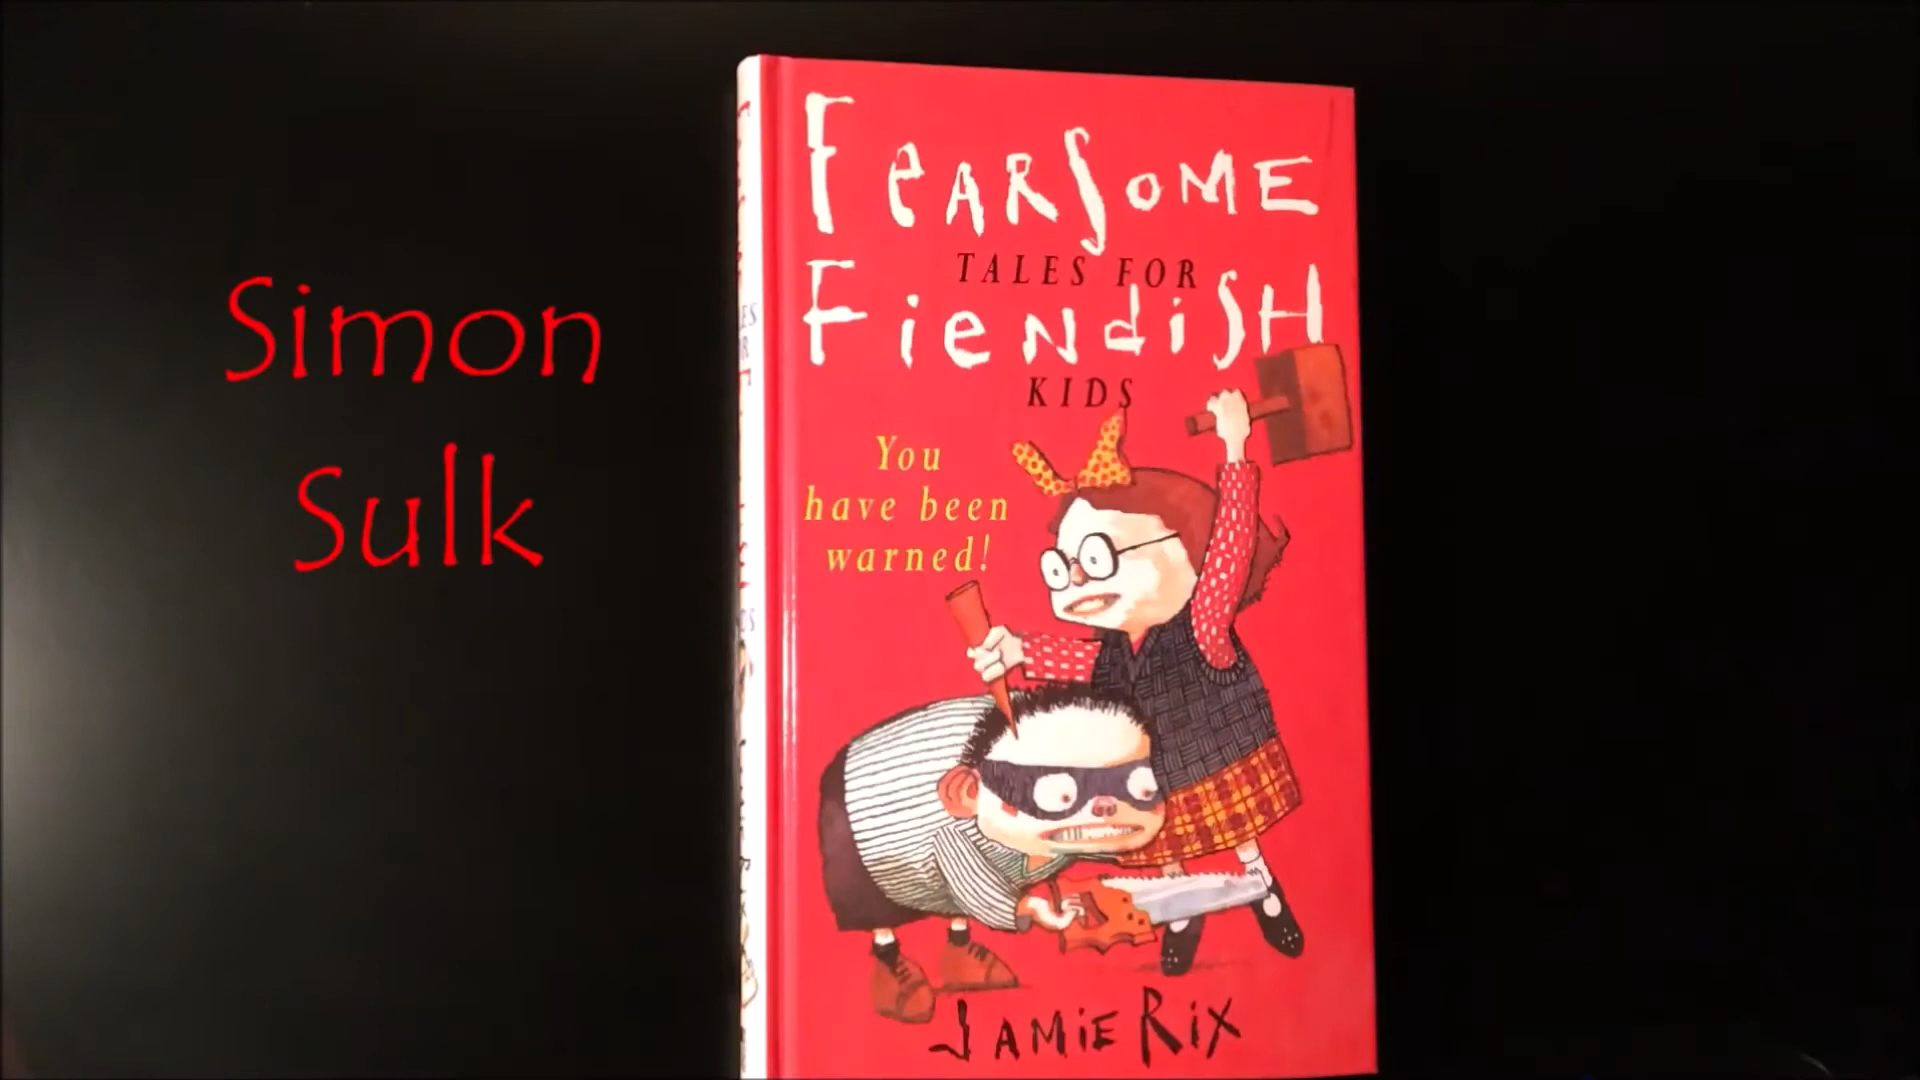 Simon
Sulk
FeARSOME
TALES FOR
FiendiSH
KIDS
You
have been
warned!
JAMiE RiX